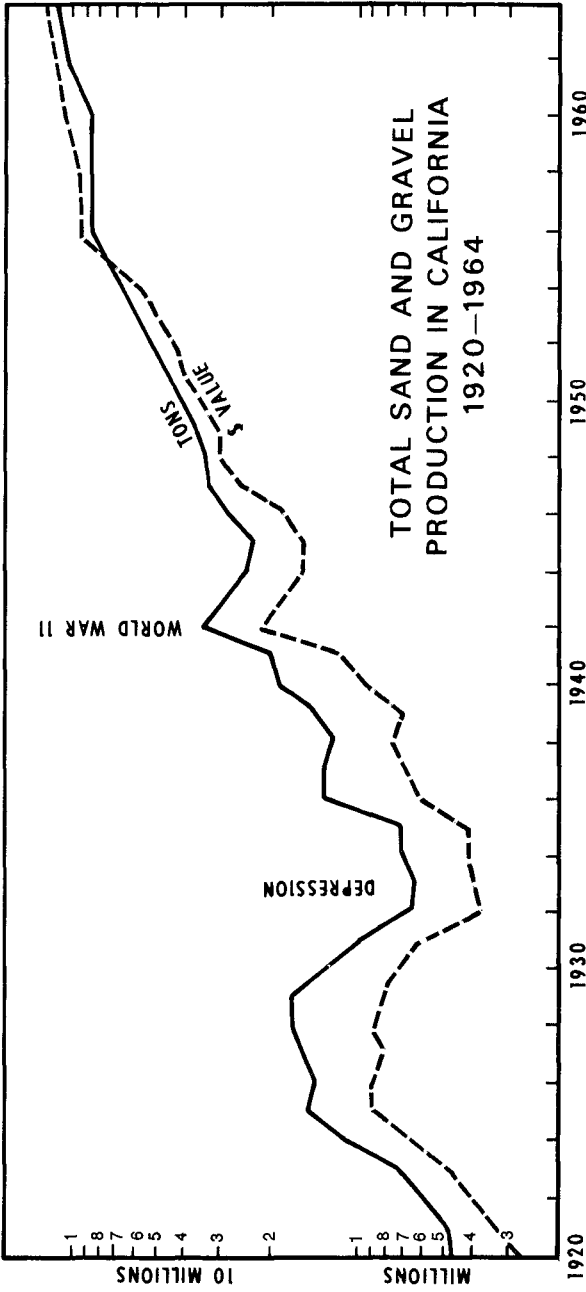 TOTAL SAND AND GRAVEL
PRODUCTION IN CALIFORNIA
1920–1964
TONS
$ VALUE
WORLD WAR 11
DEPRESSION
10 MILLIONS
1
8
7
6
5
4
3
2
MILLIONS
1
8
7
6
5
4
3
1920
1930
1940
1950
1960